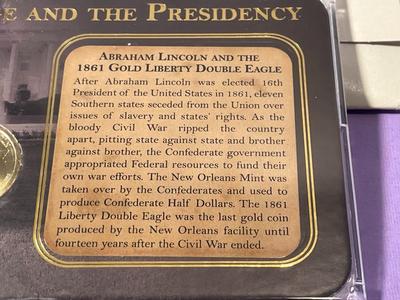 E AND THE PRESIDENCY
ABRAHAM LINCOLN AND THE
1861 GOLD LIBERTY DOUBLE EAGLE
After Abraham Lincoln was elected 16th
President of the United States in 1861, eleven
Southern states seceded from the Union over
issues of slavery and states' rights. As the
bloody Civil War ripped the country
apart, pitting state against state and brother
against brother, the Confederate government
appropriated Federal resources to fund their
own war efforts. The New Orleans Mint was
taken over by the Confederates and used to
produce Confederate Half Dollars. The 1861
Liberty Double Eagle was the last gold coin
produced by the New Orleans facility until
fourteen years after the Civil War ended.